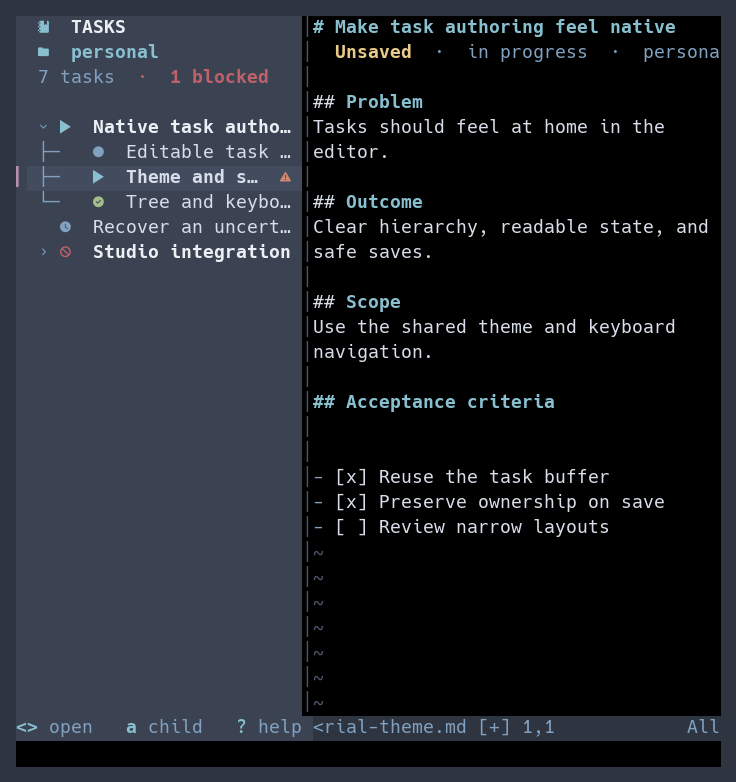 TASKS
personal
7 tasks · 1 blocked
Native task autho…
Editable task …
Theme and s…
Tree and keybo…
Recover an uncert…
Studio integration
<> open a child ? help
# Make task authoring feel native
Unsaved · in progress · persona
## Problem
Tasks should feel at home in the
editor.
## Outcome
Clear hierarchy, readable state, and
safe saves.
## Scope
Use the shared theme and keyboard
navigation.
## Acceptance criteria
- [x] Reuse the task buffer
- [x] Preserve ownership on save
- [ ] Review narrow layouts
~
~
~
~
~
~
~
<rial-theme.md [+] 1,1 All